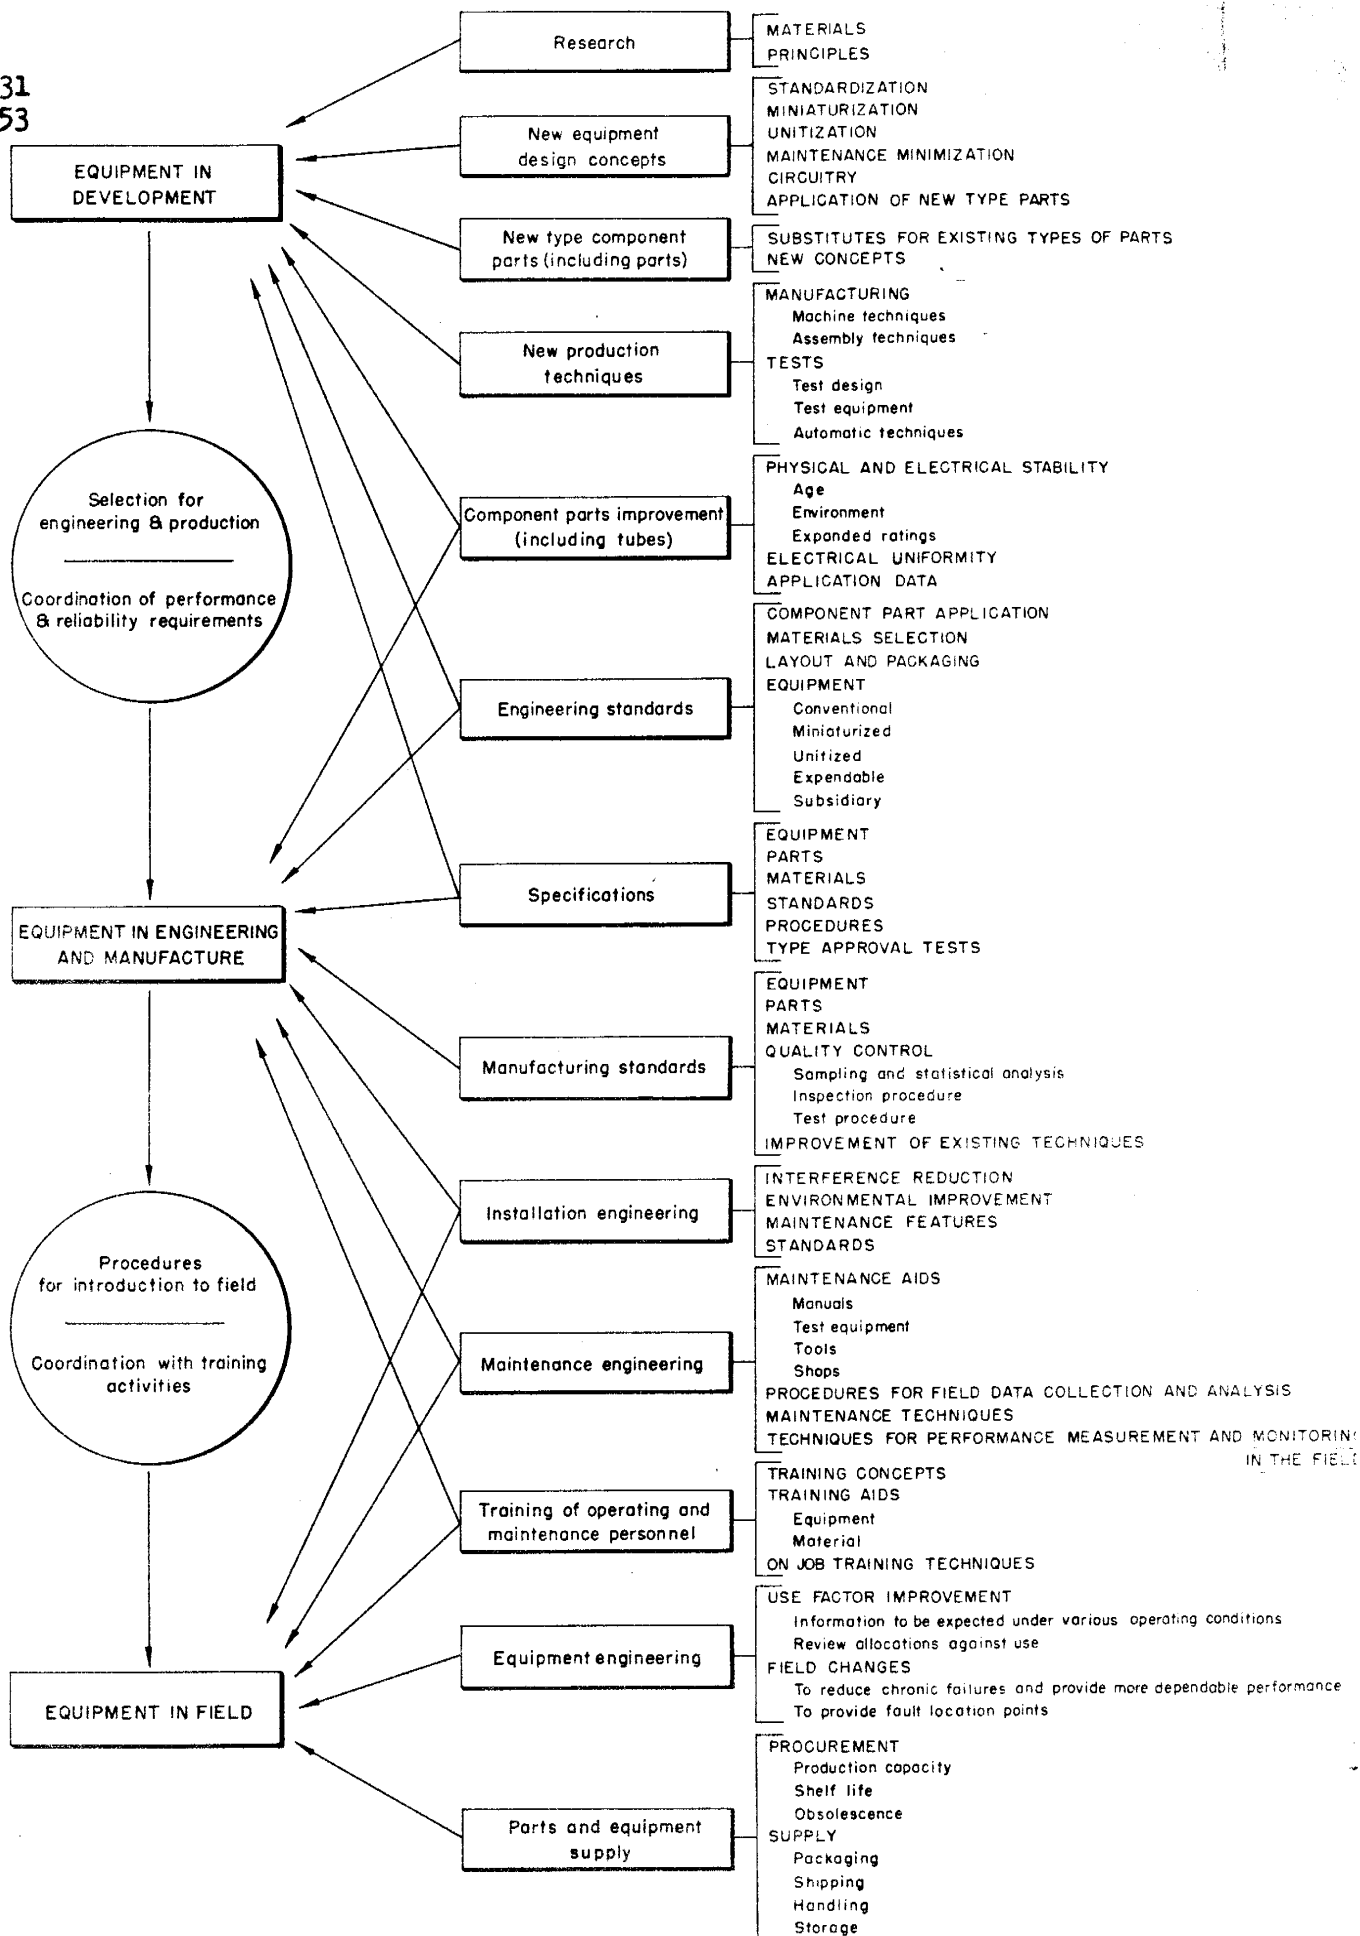 31
53
EQUIPMENT IN
DEVELOPMENT
Selection for
engineering & production
Coordination of performance
& reliability requirements
EQUIPMENT IN ENGINEERING
AND MANUFACTURE
Procedures
for introduction to field
Coordination with training
activities
EQUIPMENT IN FIELD
Research
MATERIALS
PRINCIPLES
New equipment
design concepts
STANDARDIZATION
MINIATURIZATION
UNITIZATION
MAINTENANCE MINIMIZATION
CIRCUITRY
APPLICATION OF NEW TYPE PARTS
New type component
parts (including parts)
SUBSTITUTES FOR EXISTING TYPES OF PARTS
NEW CONCEPTS
New production
techniques
MANUFACTURING
Machine techniques
Assembly techniques
TESTS
Test design
Test equipment
Automatic techniques
Component parts improvement
(including tubes)
PHYSICAL AND ELECTRICAL STABILITY
Age
Environment
Expanded ratings
ELECTRICAL UNIFORMITY
APPLICATION DATA
Engineering standards
COMPONENT PART APPLICATION
MATERIALS SELECTION
LAYOUT AND PACKAGING
EQUIPMENT
Conventional
Miniaturized
Unitized
Expendable
Subsidiary
Specifications
EQUIPMENT
PARTS
MATERIALS
STANDARDS
PROCEDURES
TYPE APPROVAL TESTS
Manufacturing standards
EQUIPMENT
PARTS
MATERIALS
QUALITY CONTROL
Sampling and statistical analysis
Inspection procedure
Test procedure
IMPROVEMENT OF EXISTING TECHNIQUES
Installation engineering
INTERFERENCE REDUCTION
ENVIRONMENTAL IMPROVEMENT
MAINTENANCE FEATURES
STANDARDS
Maintenance engineering
MAINTENANCE AIDS
Manuals
Test equipment
Tools
Shops
PROCEDURES FOR FIELD DATA COLLECTION AND ANALYSIS
MAINTENANCE TECHNIQUES
TECHNIQUES FOR PERFORMANCE MEASUREMENT AND MONITORIN
IN THE FIEL
Training of operating and
maintenance personnel
TRAINING CONCEPTS
TRAINING AIDS
Equipment
Material
ON JOB TRAINING TECHNIQUES
Equipment engineering
USE FACTOR IMPROVEMENT
Information to be expected under various operating conditions
Review allocations against use
FIELD CHANGES
To reduce chronic failures and provide more dependable performance
To provide fault location points
Parts and equipment
supply
PROCUREMENT
Production capacity
Shelf life
Obsolescence
SUPPLY
Packaging
Shipping
Handling
Storage